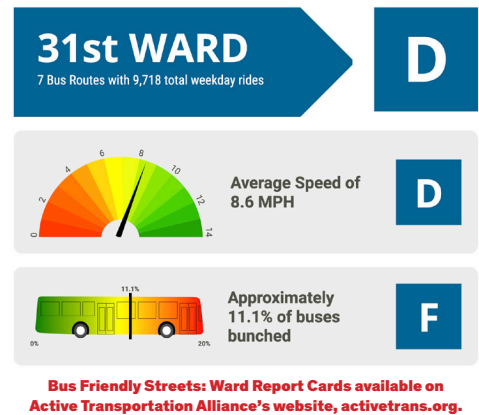 31st WARD
7 Bus Routes with 9,718 total weekday rides
D
0
2
4
6
8
10
12
14
Average Speed of
8.6 MPH
D
11.1%
0%
20%
Approximately
11.1% of buses
bunched
F
Bus Friendly Streets: Ward Report Cards available on
Active Transportation Alliance's website, activetrans.org.